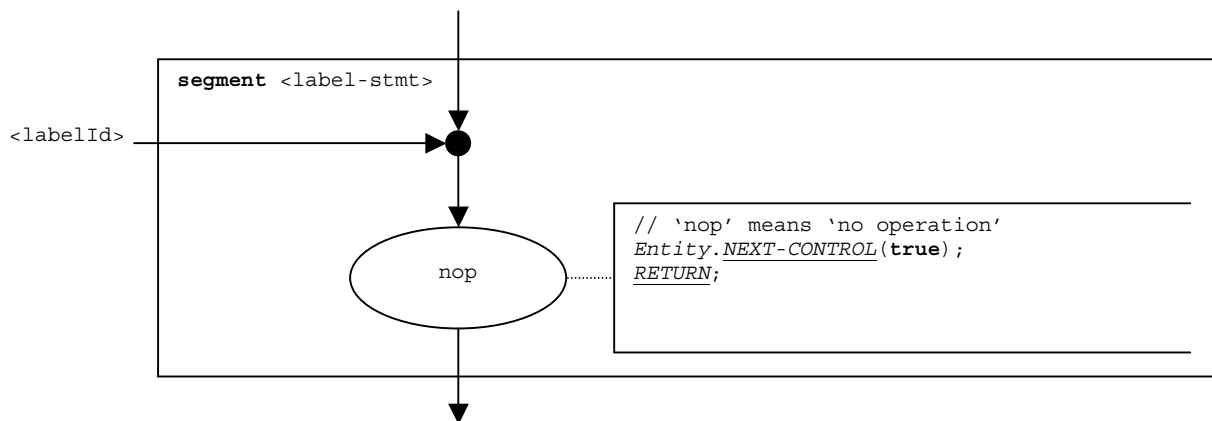 segment <label-stmt>
<labelId>
// ‘nop’ means ‘no operation’
Entity.NEXT-CONTROL(true);
RETURN;
nop